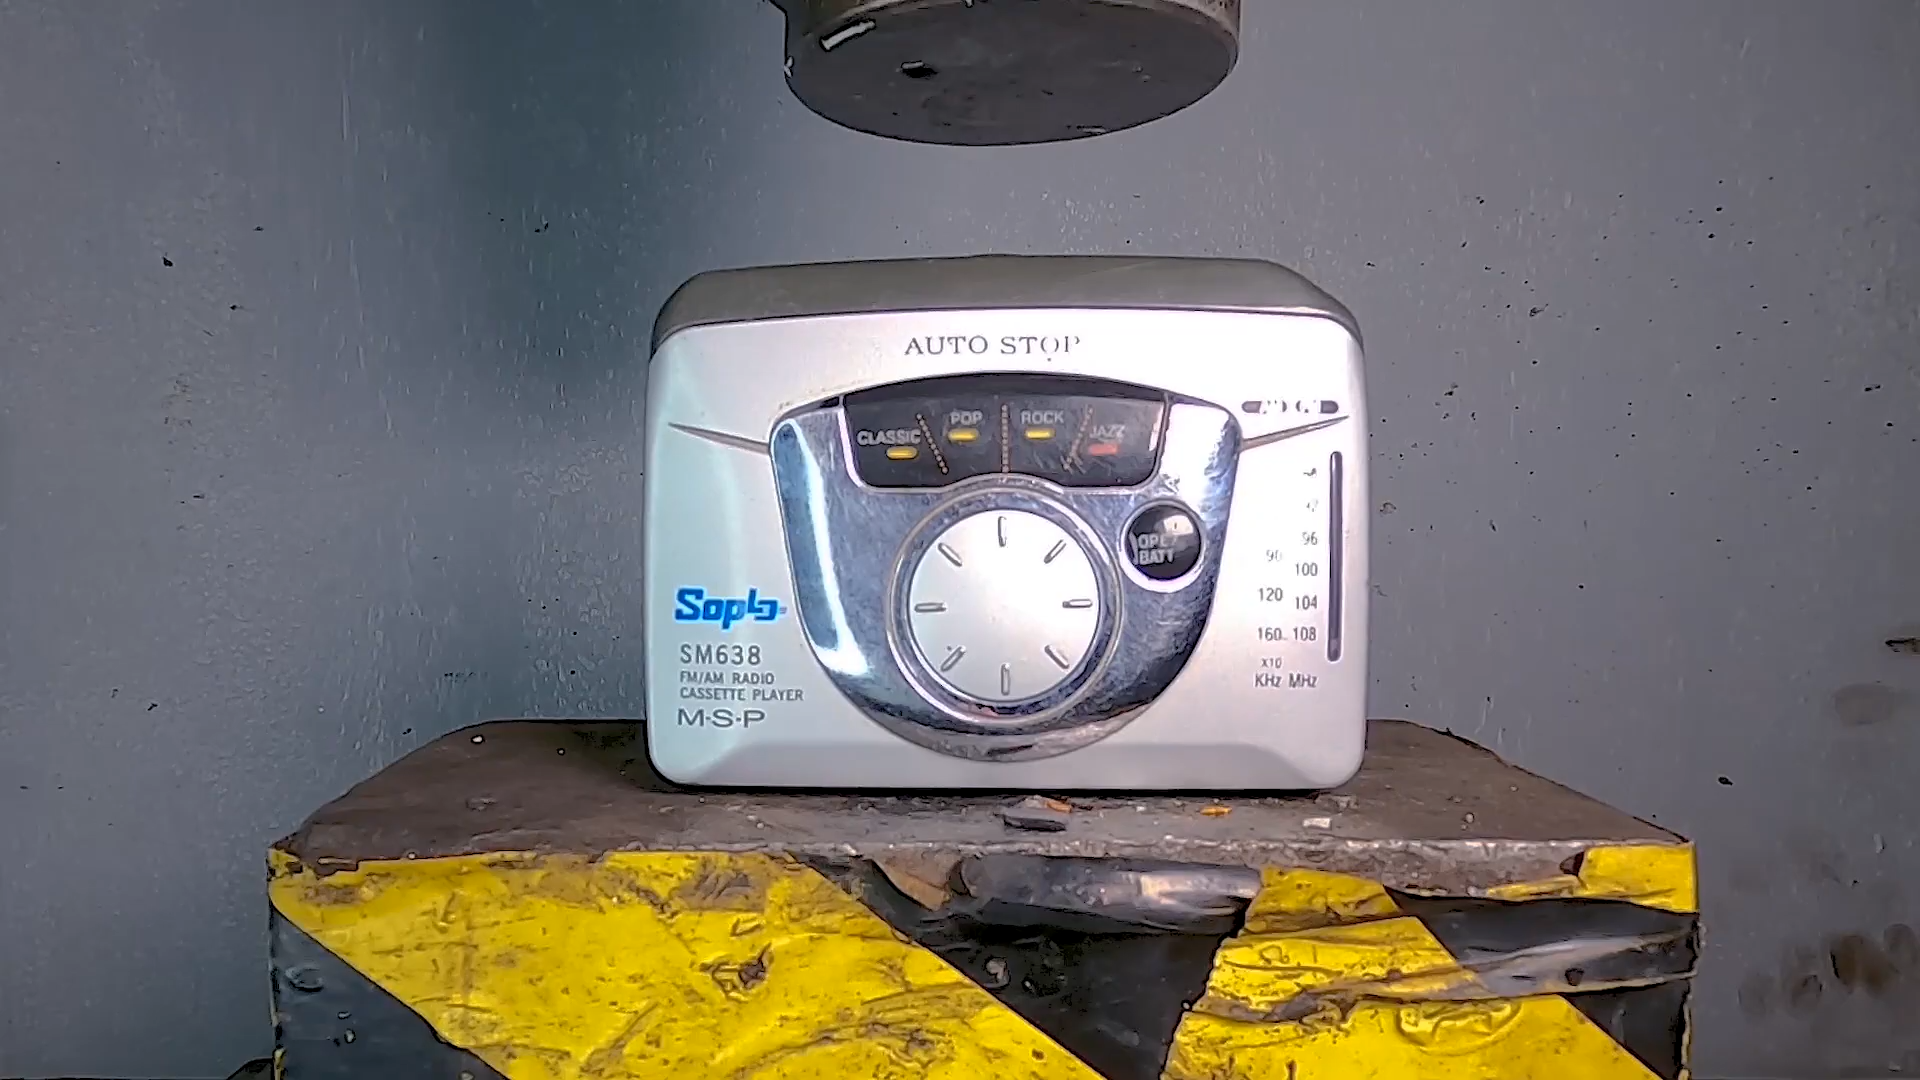 AUTO STOP
CLASSIC
POP
ROCK
JAZZ
BATT
96
90
100
120 104
160 108
X10
KHz MHz
SM638
FM/AM RADIO
CASSETTE PLAYER
M·S·P